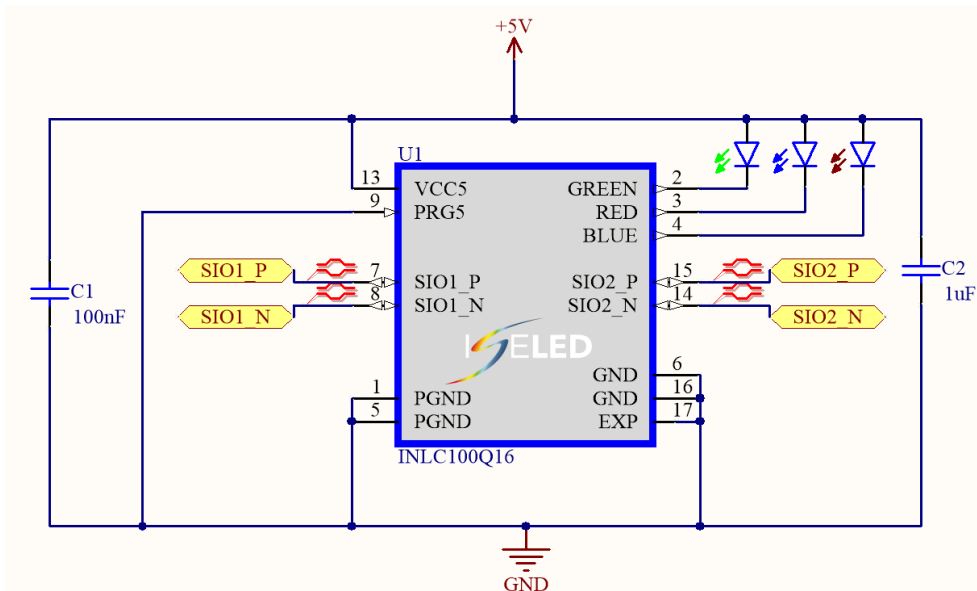 +5V
U1
13 VCC5 GREEN 2
9 PRG5 RED 3
BLUE 4
SIO1_P 7 SIO1_P SIO2_P 15 SIO2_P
SIO1_N 8 SIO1_N SIO2_N 14 SIO2_N
C1
100nF
C2
1uF
ISELED
GND 6
1 PGND GND 16
5 PGND EXP 17
INLC100Q16
GND